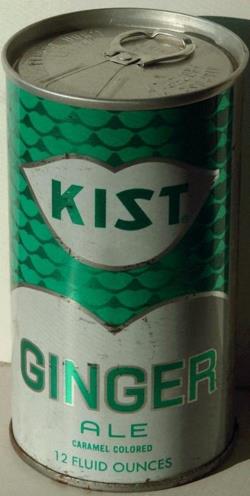 KIST
GINGER
ALE
CARAMEL COLORED
12 FLUID OUNCES